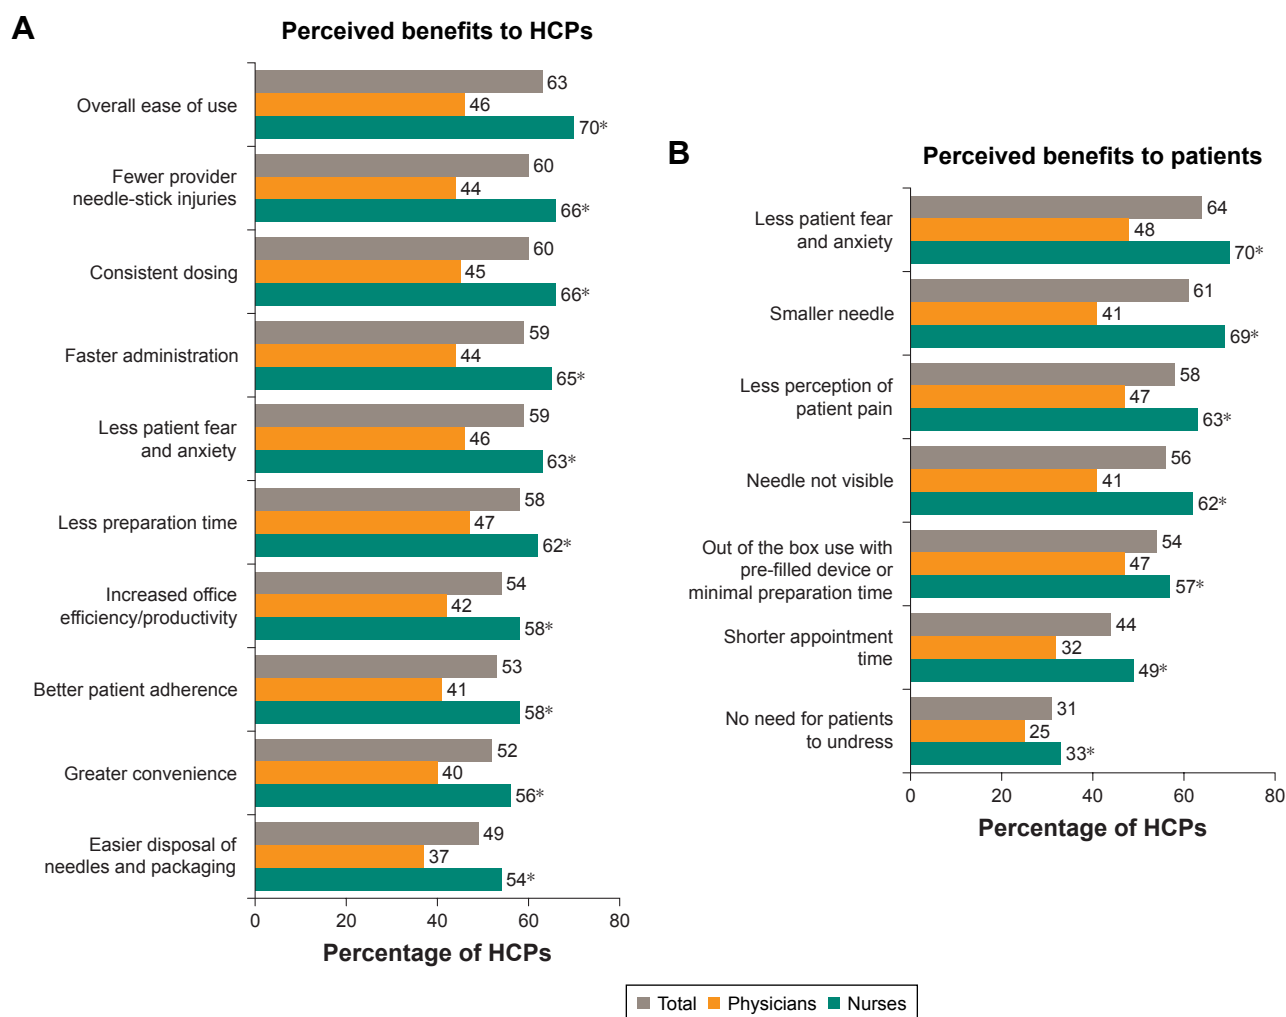 A
Perceived benefits to HCPs
Overall ease of use
63
46
70*
Fewer provider
needle-stick injuries
60
44
66*
Consistent dosing
60
45
66*
Faster administration
59
44
65*
Less patient fear
and anxiety
59
46
63*
Less preparation time
58
47
62*
Increased office
efficiency/productivity
54
42
58*
Better patient adherence
53
41
58*
Greater convenience
52
40
56*
Easier disposal of
needles and packaging
49
37
54*
0 20 40 60 80
Percentage of HCPs
B
Perceived benefits to patients
Less patient fear
and anxiety
64
48
70*
Smaller needle
61
41
69*
Less perception of
patient pain
58
47
63*
Needle not visible
56
41
62*
Out of the box use with
pre-filled device or
minimal preparation time
54
47
57*
Shorter appointment
time
44
32
49*
No need for patients
to undress
31
25
33*
0 20 40 60 80
Percentage of HCPs
Total Physicians Nurses